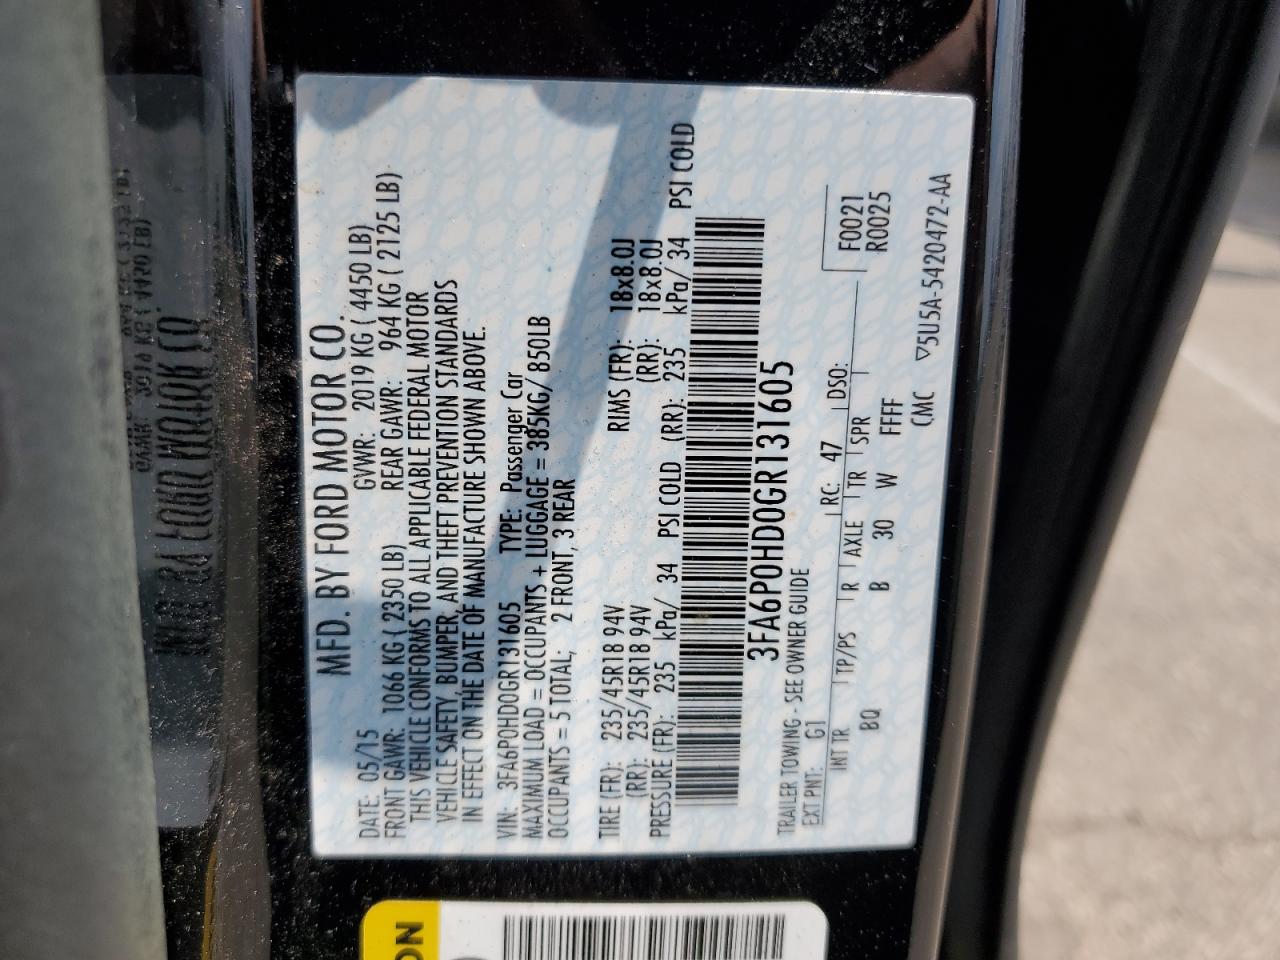 MFD. BY FORD MOTOR CO.
DATE: 05/15 GVWR: 2019 KG ( 4450 LB)
FRONT GAWR: 1066 KG ( 2350 LB) REAR GAWR: 964 KG ( 2125 LB)
THIS VEHICLE CONFORMS TO ALL APPLICABLE FEDERAL MOTOR
VEHICLE SAFETY, BUMPER, AND THEFT PREVENTION STANDARDS
IN EFFECT ON THE DATE OF MANUFACTURE SHOWN ABOVE.
VIN: 3FA6P0HD0GR131605 TYPE: Passenger Car
MAXIMUM LOAD = OCCUPANTS + LUGGAGE = 385KG/ 850LB
OCCUPANTS = 5 TOTAL, 2 FRONT, 3 REAR
TIRE (FR): 235/45R18 94V RIMS (FR): 18x8.0J
(RR): 235/45R18 94V (RR): 18x8.0J
PRESSURE (FR): 235 kPa/ 34 PSI COLD (RR): 235 kPa/ 34 PSI COLD
3FA6P0HD0GR131605
TRAILER TOWING - SEE OWNER GUIDE
EXT PNT: G1 RC: 47 DSO:
INT TR TP/PS R AXLE TR SPR F0021
BQ B 30 W FFF R0025
CMC ▽5U5A-5420472-AA
ON